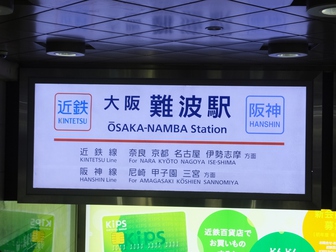 近鉄
KINTETSU
大阪 難波駅
ŌSAKA-NAMBA Station
阪神
HANSHIN
近鉄線 奈良 京都 名古屋 伊勢志摩 方面
KINTETSU Line For NARA KYŌTO NAGOYA ISE-SHIMA
阪神線 尼崎 甲子園 三宮 方面
HANSHIN Line For AMAGASAKI KŌSHIEN SANNOMIYA
KIPS
近鉄百貨店で
お買いもの